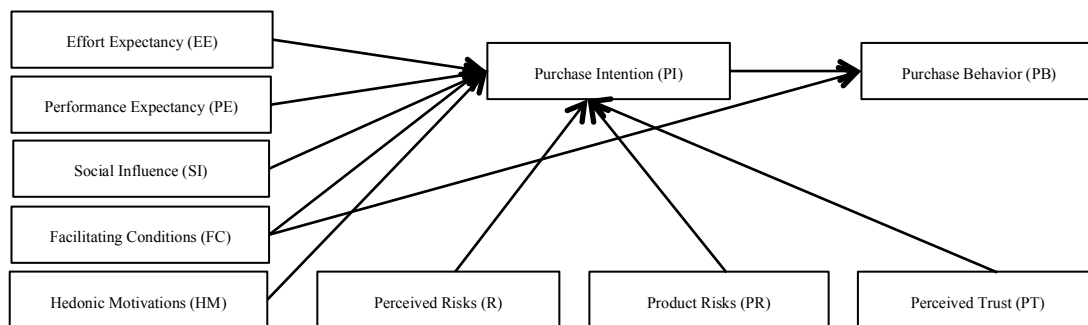 Effort Expectancy (EE)
Purchase Intention (PI)
Purchase Behavior (PB)
Performance Expectancy (PE)
Social Influence (SI)
Facilitating Conditions (FC)
Hedonic Motivations (HM)
Perceived Risks (R)
Product Risks (PR)
Perceived Trust (PT)